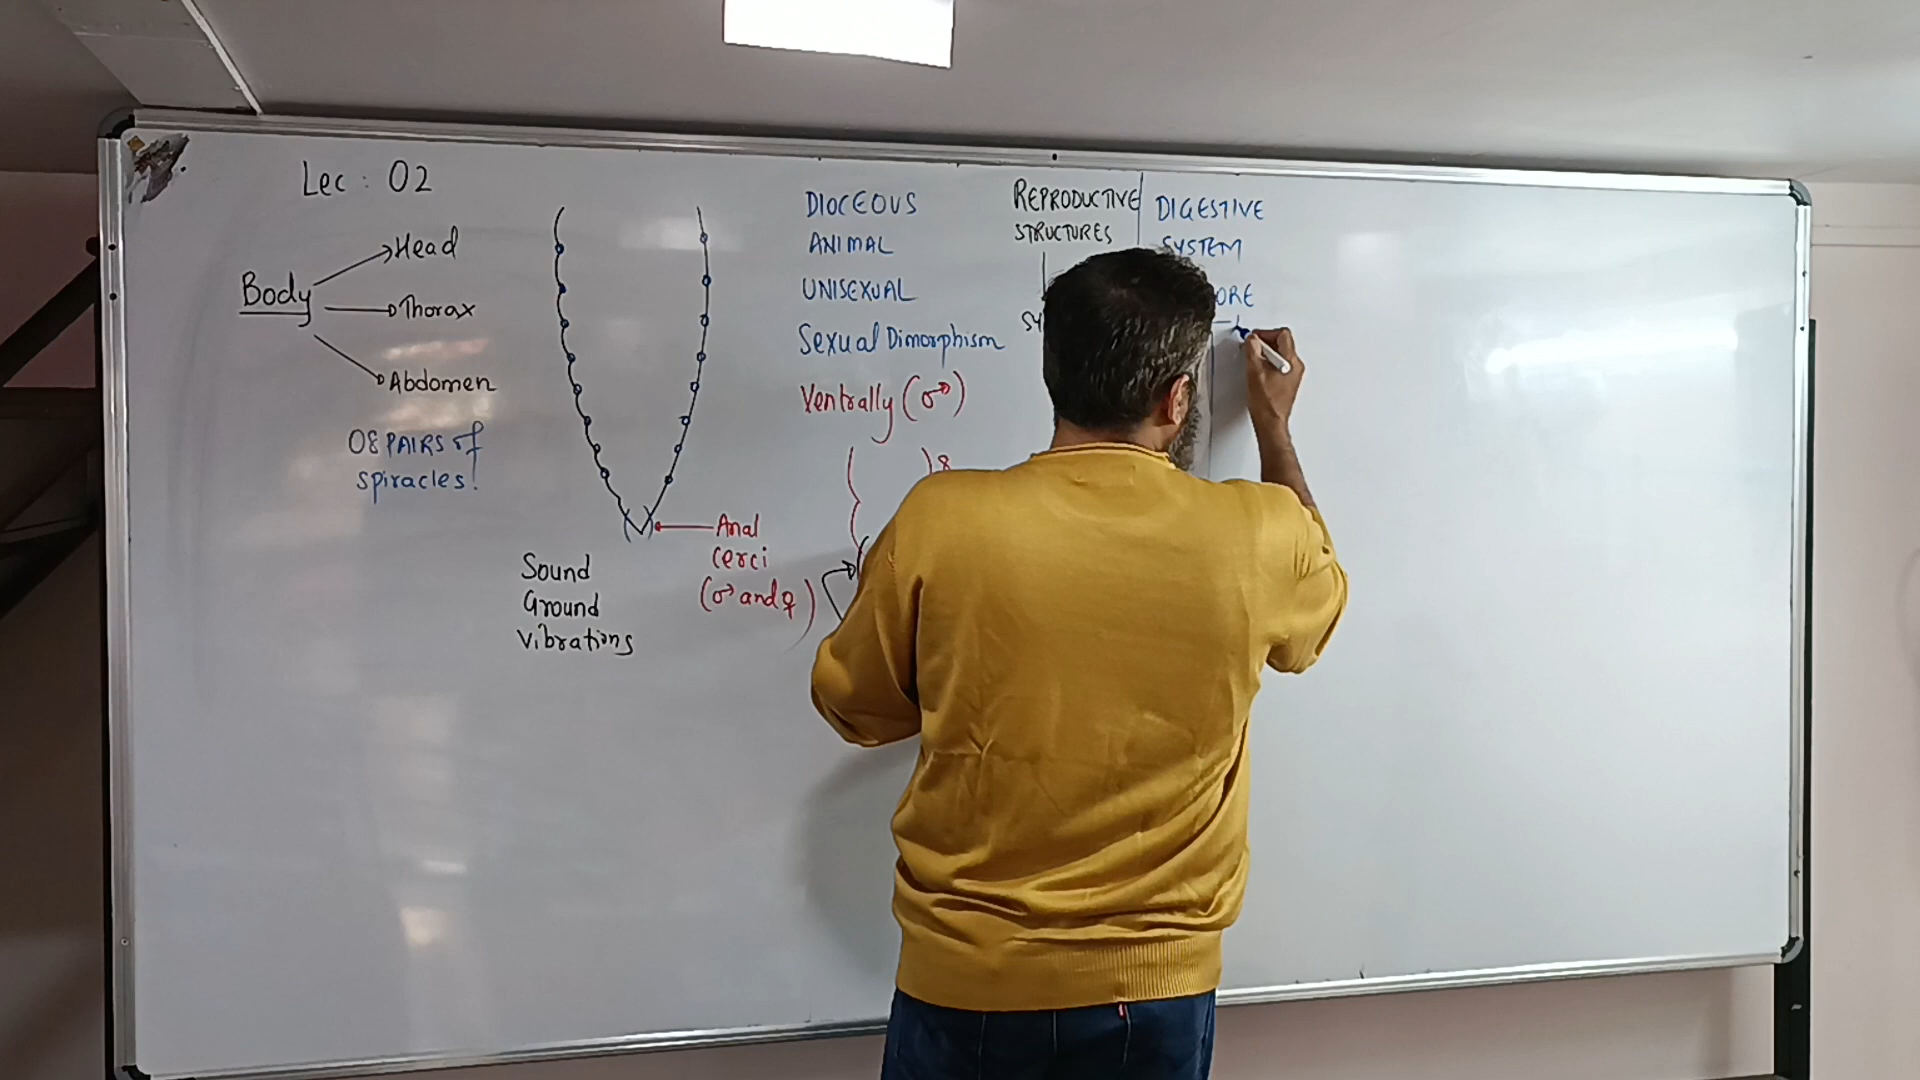 Lec : 02
Body
Head
Thorax
Abdomen
08 PAIRS of
spiracles!
Sound
Ground
Vibrations
Anal
cerci
(♂ and ♀)
DIOCEOUS
ANIMAL
UNISEXUAL
Sexual Dimorphism
Ventrally (♂)
REPRODUCTIVE
STRUCTURES
DIGESTIVE
SYSTEM